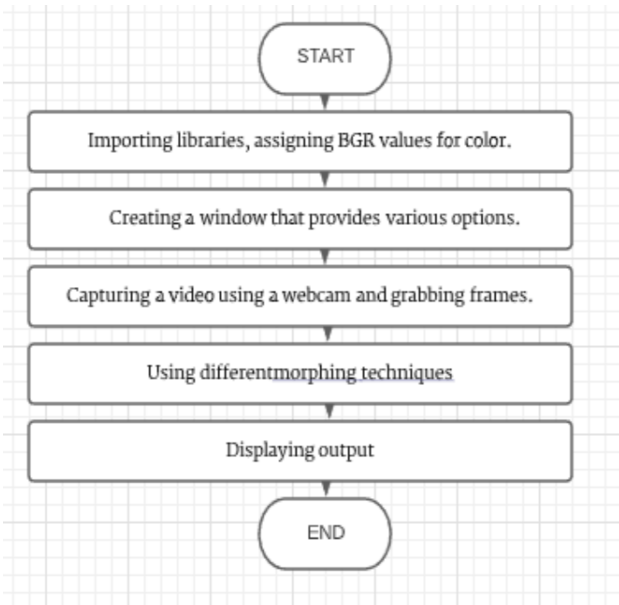 START
Importing libraries, assigning BGR values for color.
Creating a window that provides various options.
Capturing a video using a webcam and grabbing frames.
Using differentmorphing techniques
Displaying output
END